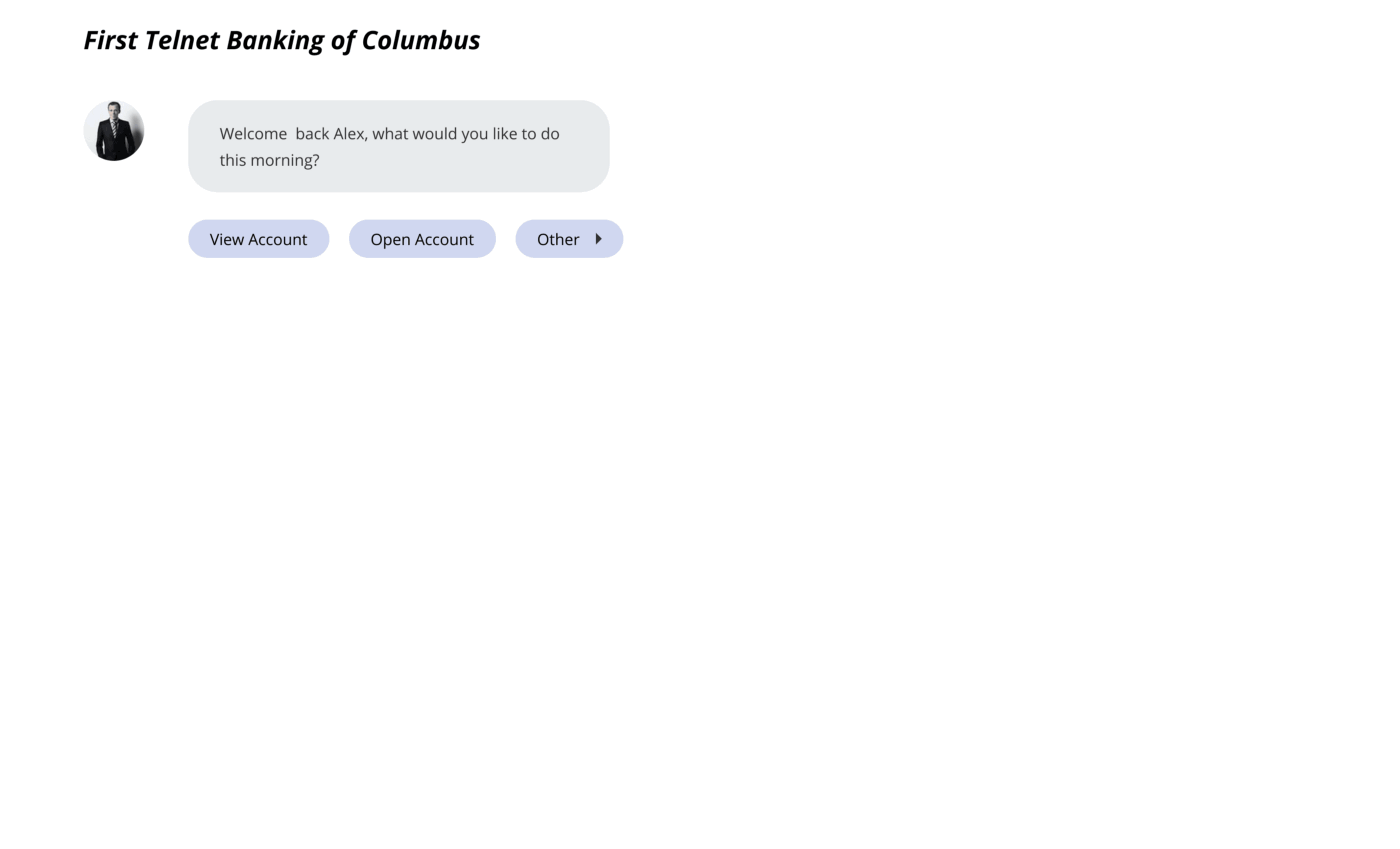 First Telnet Banking of Columbus
Welcome  back Alex, what would you like to do
this morning?
View Account
Open Account
Other